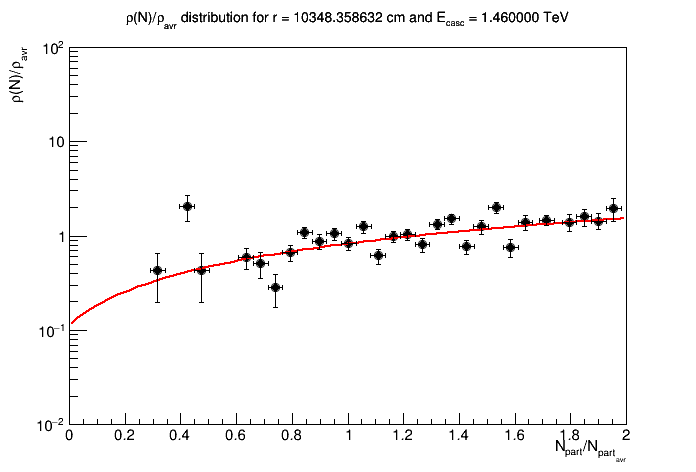 ρ(N)/ρavr distribution for r = 10348.358632 cm and Ecasc = 1.460000 TeV
ρ(N)/ρavr
10²
10
1
10⁻¹
10⁻²
0 0.2 0.4 0.6 0.8 1 1.2 1.4 1.6 1.8 2
Npart/Npartavr